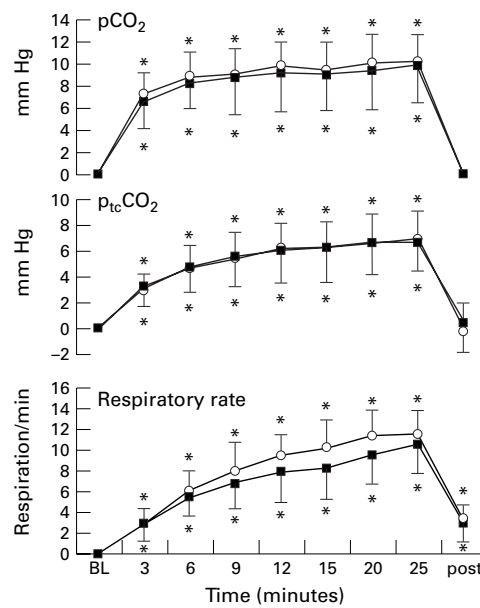 pCO2
14
12
10
8
6
4
2
0
mm Hg
* * * * * * *
* * * * * * *
ptcCO2
10
8
6
4
2
0
−2
mm Hg
* * * * * * *
* * * * * * *
Respiratory rate
16
14
12
10
8
6
4
2
0
Respiration/min
* * * * * * * *
* * * * * * * *
BL 3 6 9 12 15 20 25 post
Time (minutes)